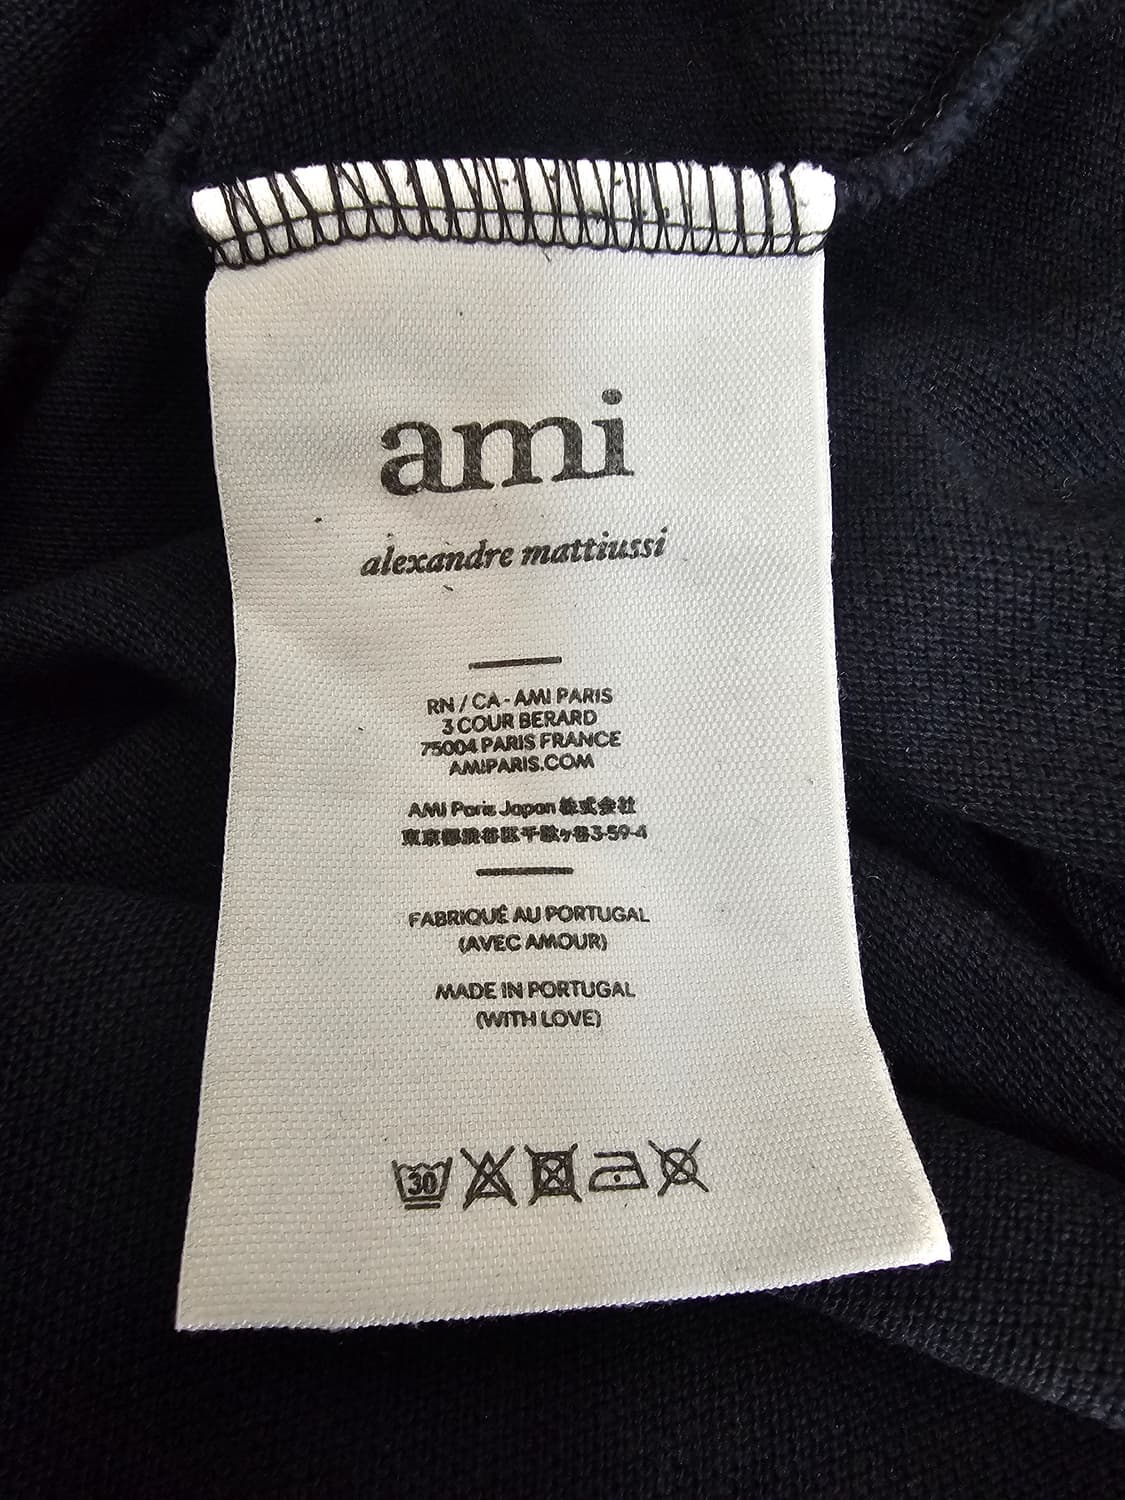 ami
alexandre mattiussi
RN / CA - AMI PARIS
3 COUR BERARD
75004 PARIS FRANCE
AMIPARIS.COM
AMI Paris Japan 株式会社
東京都渋谷区千駄ヶ谷3-59-4
FABRIQUÉ AU PORTUGAL
(AVEC AMOUR)
MADE IN PORTUGAL
(WITH LOVE)
30